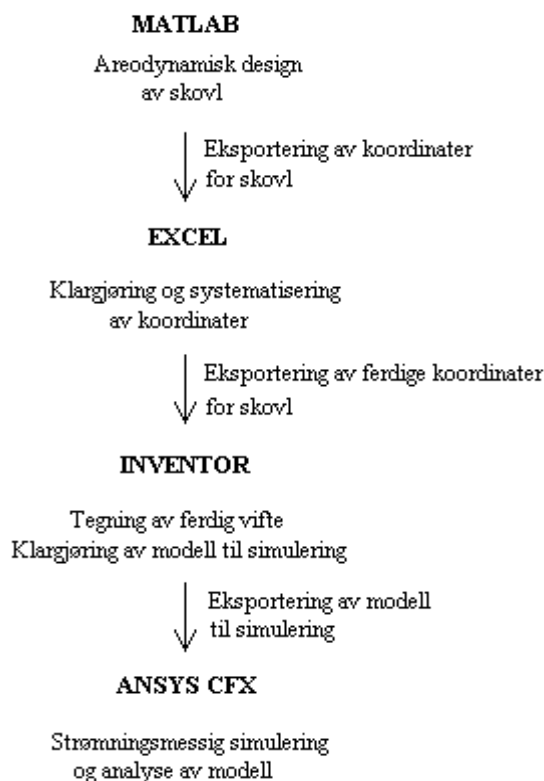 MATLAB
Areodynamisk design
av skovl
Eksportering av koordinater
for skovl
EXCEL
Klargjøring og systematisering
av koordinater
Eksportering av ferdige koordinater
for skovl
INVENTOR
Tegning av ferdig vifte
Klargjøring av modell til simulering
Eksportering av modell
til simulering
ANSYS CFX
Strømningsmessig simulering
og analyse av modell